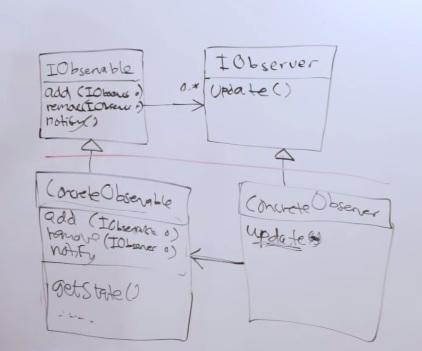 IObservable
add (IObserver o)
remove(IObserver o)
notify()
0..*
IObserver
update()
ConcreteObservable
add (IObserver o)
remove (IObserver o)
notify
getState()
....
ConcreteObserver
update()